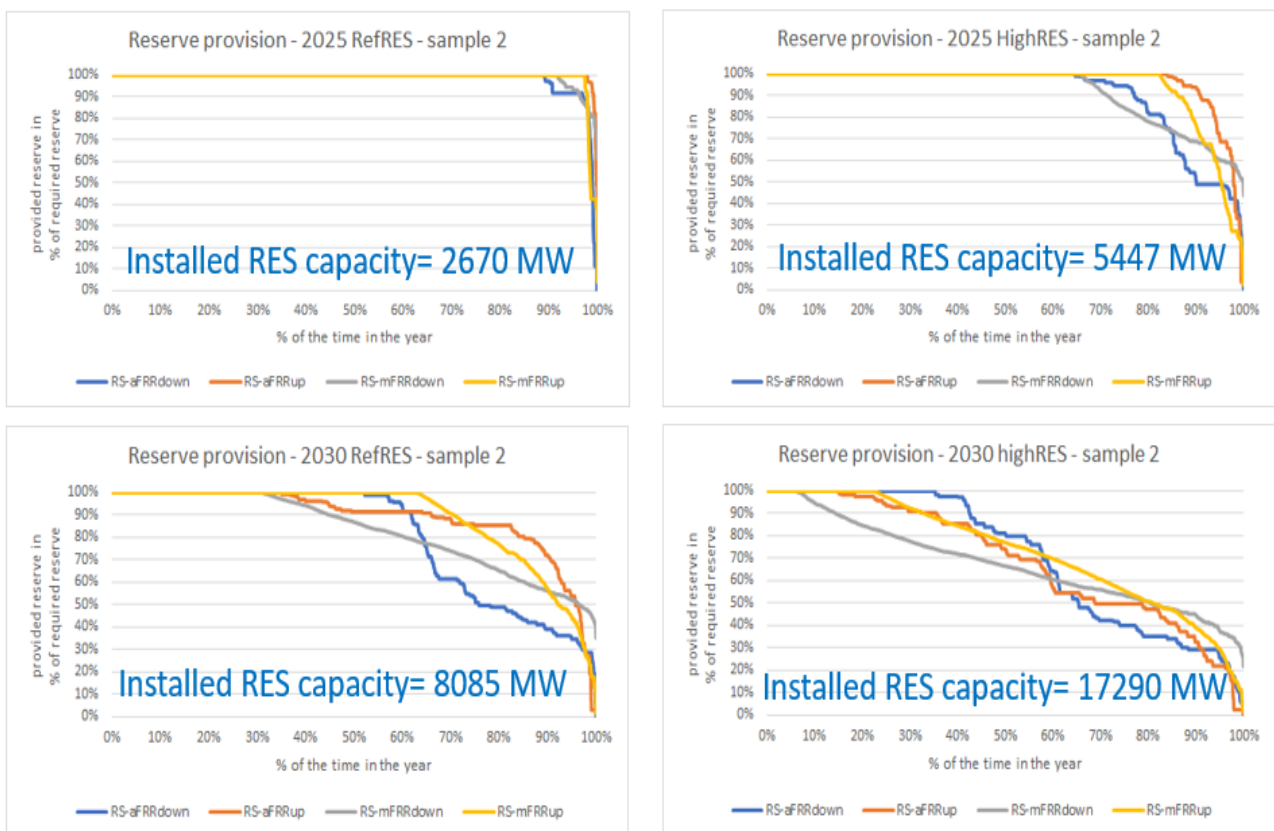 Reserve provision - 2025 RefRES - sample 2
100%
90%
80%
70%
60%
50%
40%
30%
20%
10%
0%
provided reserve in
% of required reserve
Installed RES capacity= 2670 MW
0% 10% 20% 30% 40% 50% 60% 70% 80% 90% 100%
% of the time in the year
RS-aFRRdown RS-aFRRup RS-mFRRdown RS-mFRRup
Reserve provision - 2025 HighRES - sample 2
100%
90%
80%
70%
60%
50%
40%
30%
20%
10%
0%
provided reserve in
% of required reserve
Installed RES capacity= 5447 MW
0% 10% 20% 30% 40% 50% 60% 70% 80% 90% 100%
% of the time in the year
RS-aFRRdown RS-aFRRup RS-mFRRdown RS-mFRRup
Reserve provision - 2030 RefRES - sample 2
100%
90%
80%
70%
60%
50%
40%
30%
20%
10%
0%
provided reserve in
% of required reserve
Installed RES capacity= 8085 MW
0% 10% 20% 30% 40% 50% 60% 70% 80% 90% 100%
% of the time in the year
RS-aFRRdown RS-aFRRup RS-mFRRdown RS-mFRRup
Reserve provision - 2030 highRES - sample 2
100%
90%
80%
70%
60%
50%
40%
30%
20%
10%
0%
provided reserve in
% of required reserve
Installed RES capacity= 17290 MW
0% 10% 20% 30% 40% 50% 60% 70% 80% 90% 100%
% of the time in the year
RS-aFRRdown RS-aFRRup RS-mFRRdown RS-mFRRup